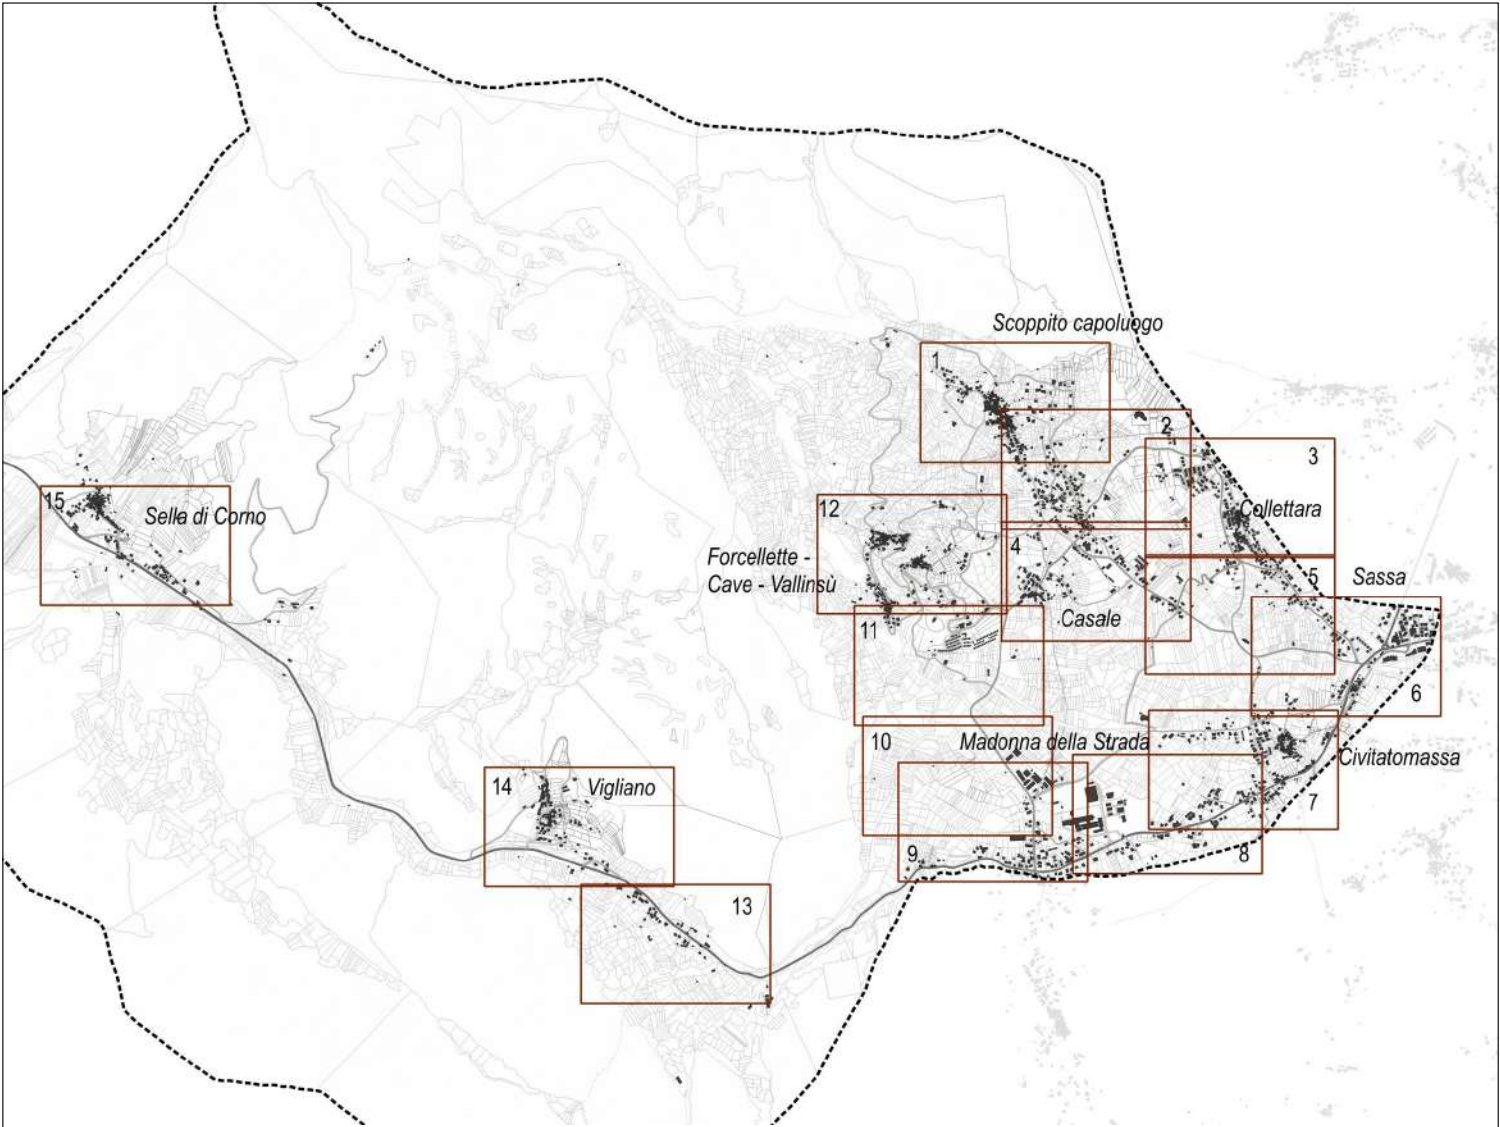 Scoppito capoluogo
1
2
3
15
Sella di Corno
12
Collettara
4
Forcellette -
Cave - Vallinsù
5
Sassa
Casale
11
6
10
Madonna della Strada
Civitatomassa
14
Vigliano
7
9
8
13